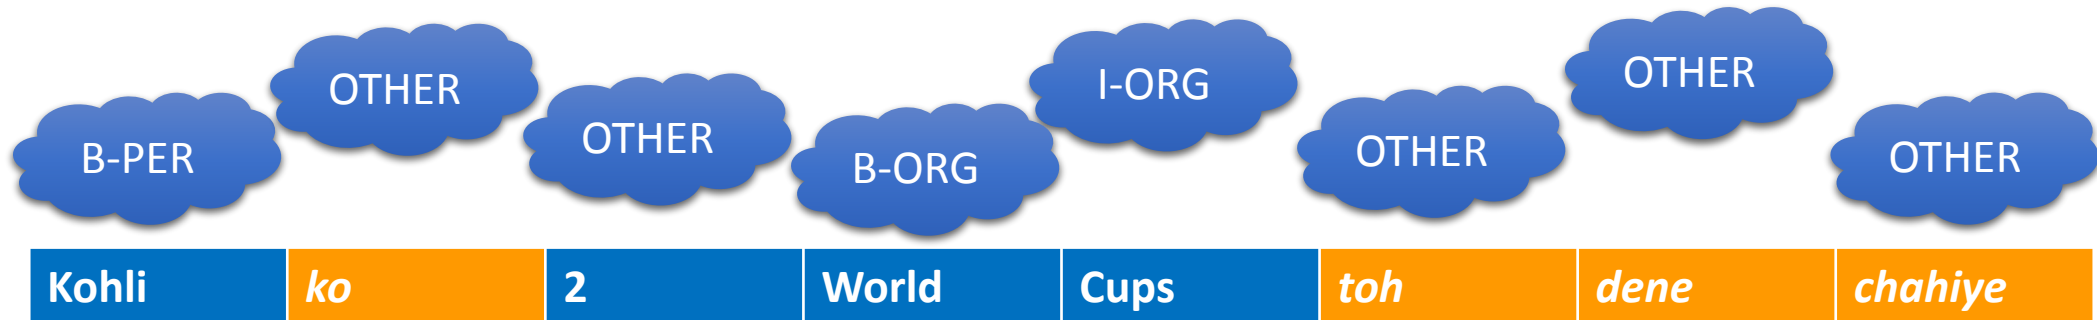 B-PER OTHER OTHER B-ORG I-ORG OTHER OTHER OTHER
Kohli ko 2 World Cups toh dene chahiye